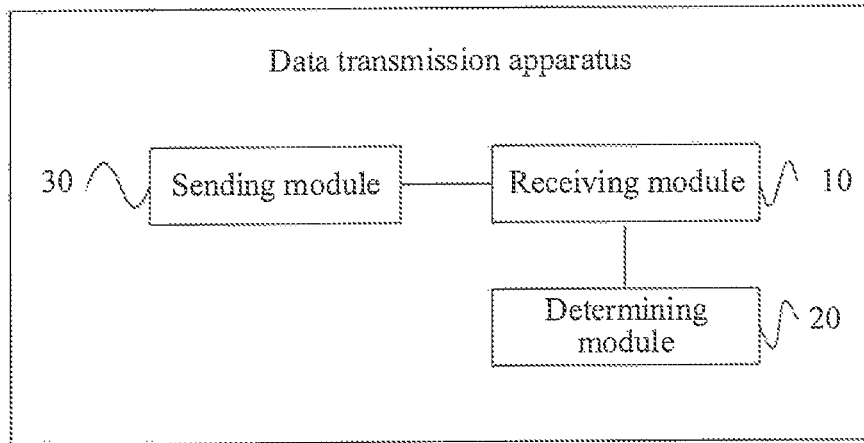 Data transmission apparatus
30 Sending module Receiving module 10
Determining
module 20